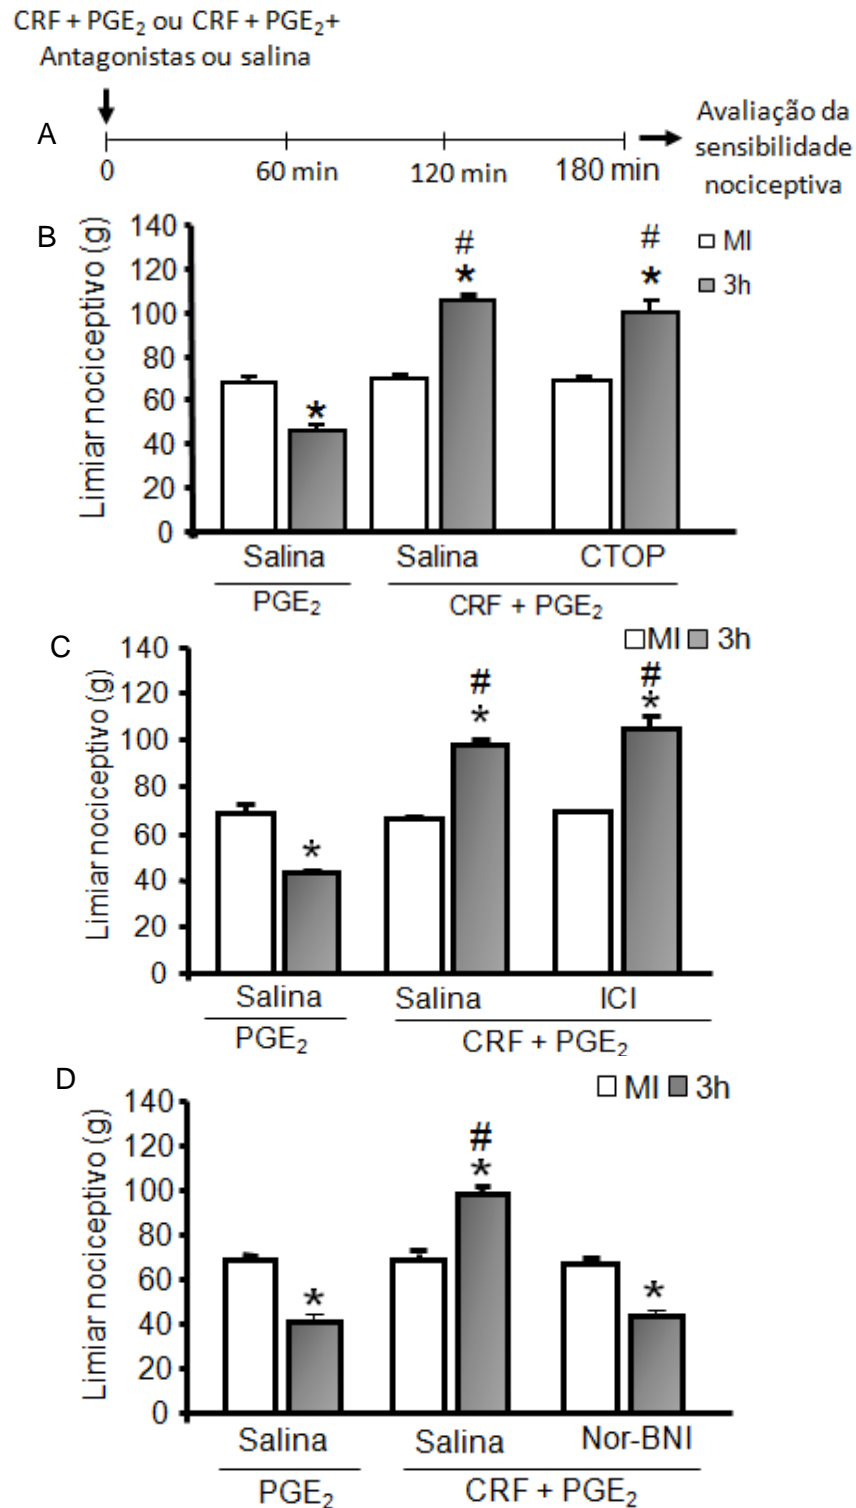 CRF + PGE₂ ou CRF + PGE₂+
Antagonistas ou salina
A
0
60 min
120 min
180 min
Avaliação da
sensibilidade
nociceptiva
B
Limiar nociceptivo (g)
140
120
100
80
60
40
20
0
*
#
*
#
*
MI
3h
Salina
Salina
CTOP
PGE₂
CRF + PGE₂
C
MI
3h
Limiar nociceptivo (g)
140
120
100
80
60
40
20
0
*
#
*
#
*
Salina
Salina
ICI
PGE₂
CRF + PGE₂
D
MI
3h
Limiar nociceptivo (g)
140
120
100
80
60
40
20
0
*
#
*
*
Salina
Salina
Nor-BNI
PGE₂
CRF + PGE₂